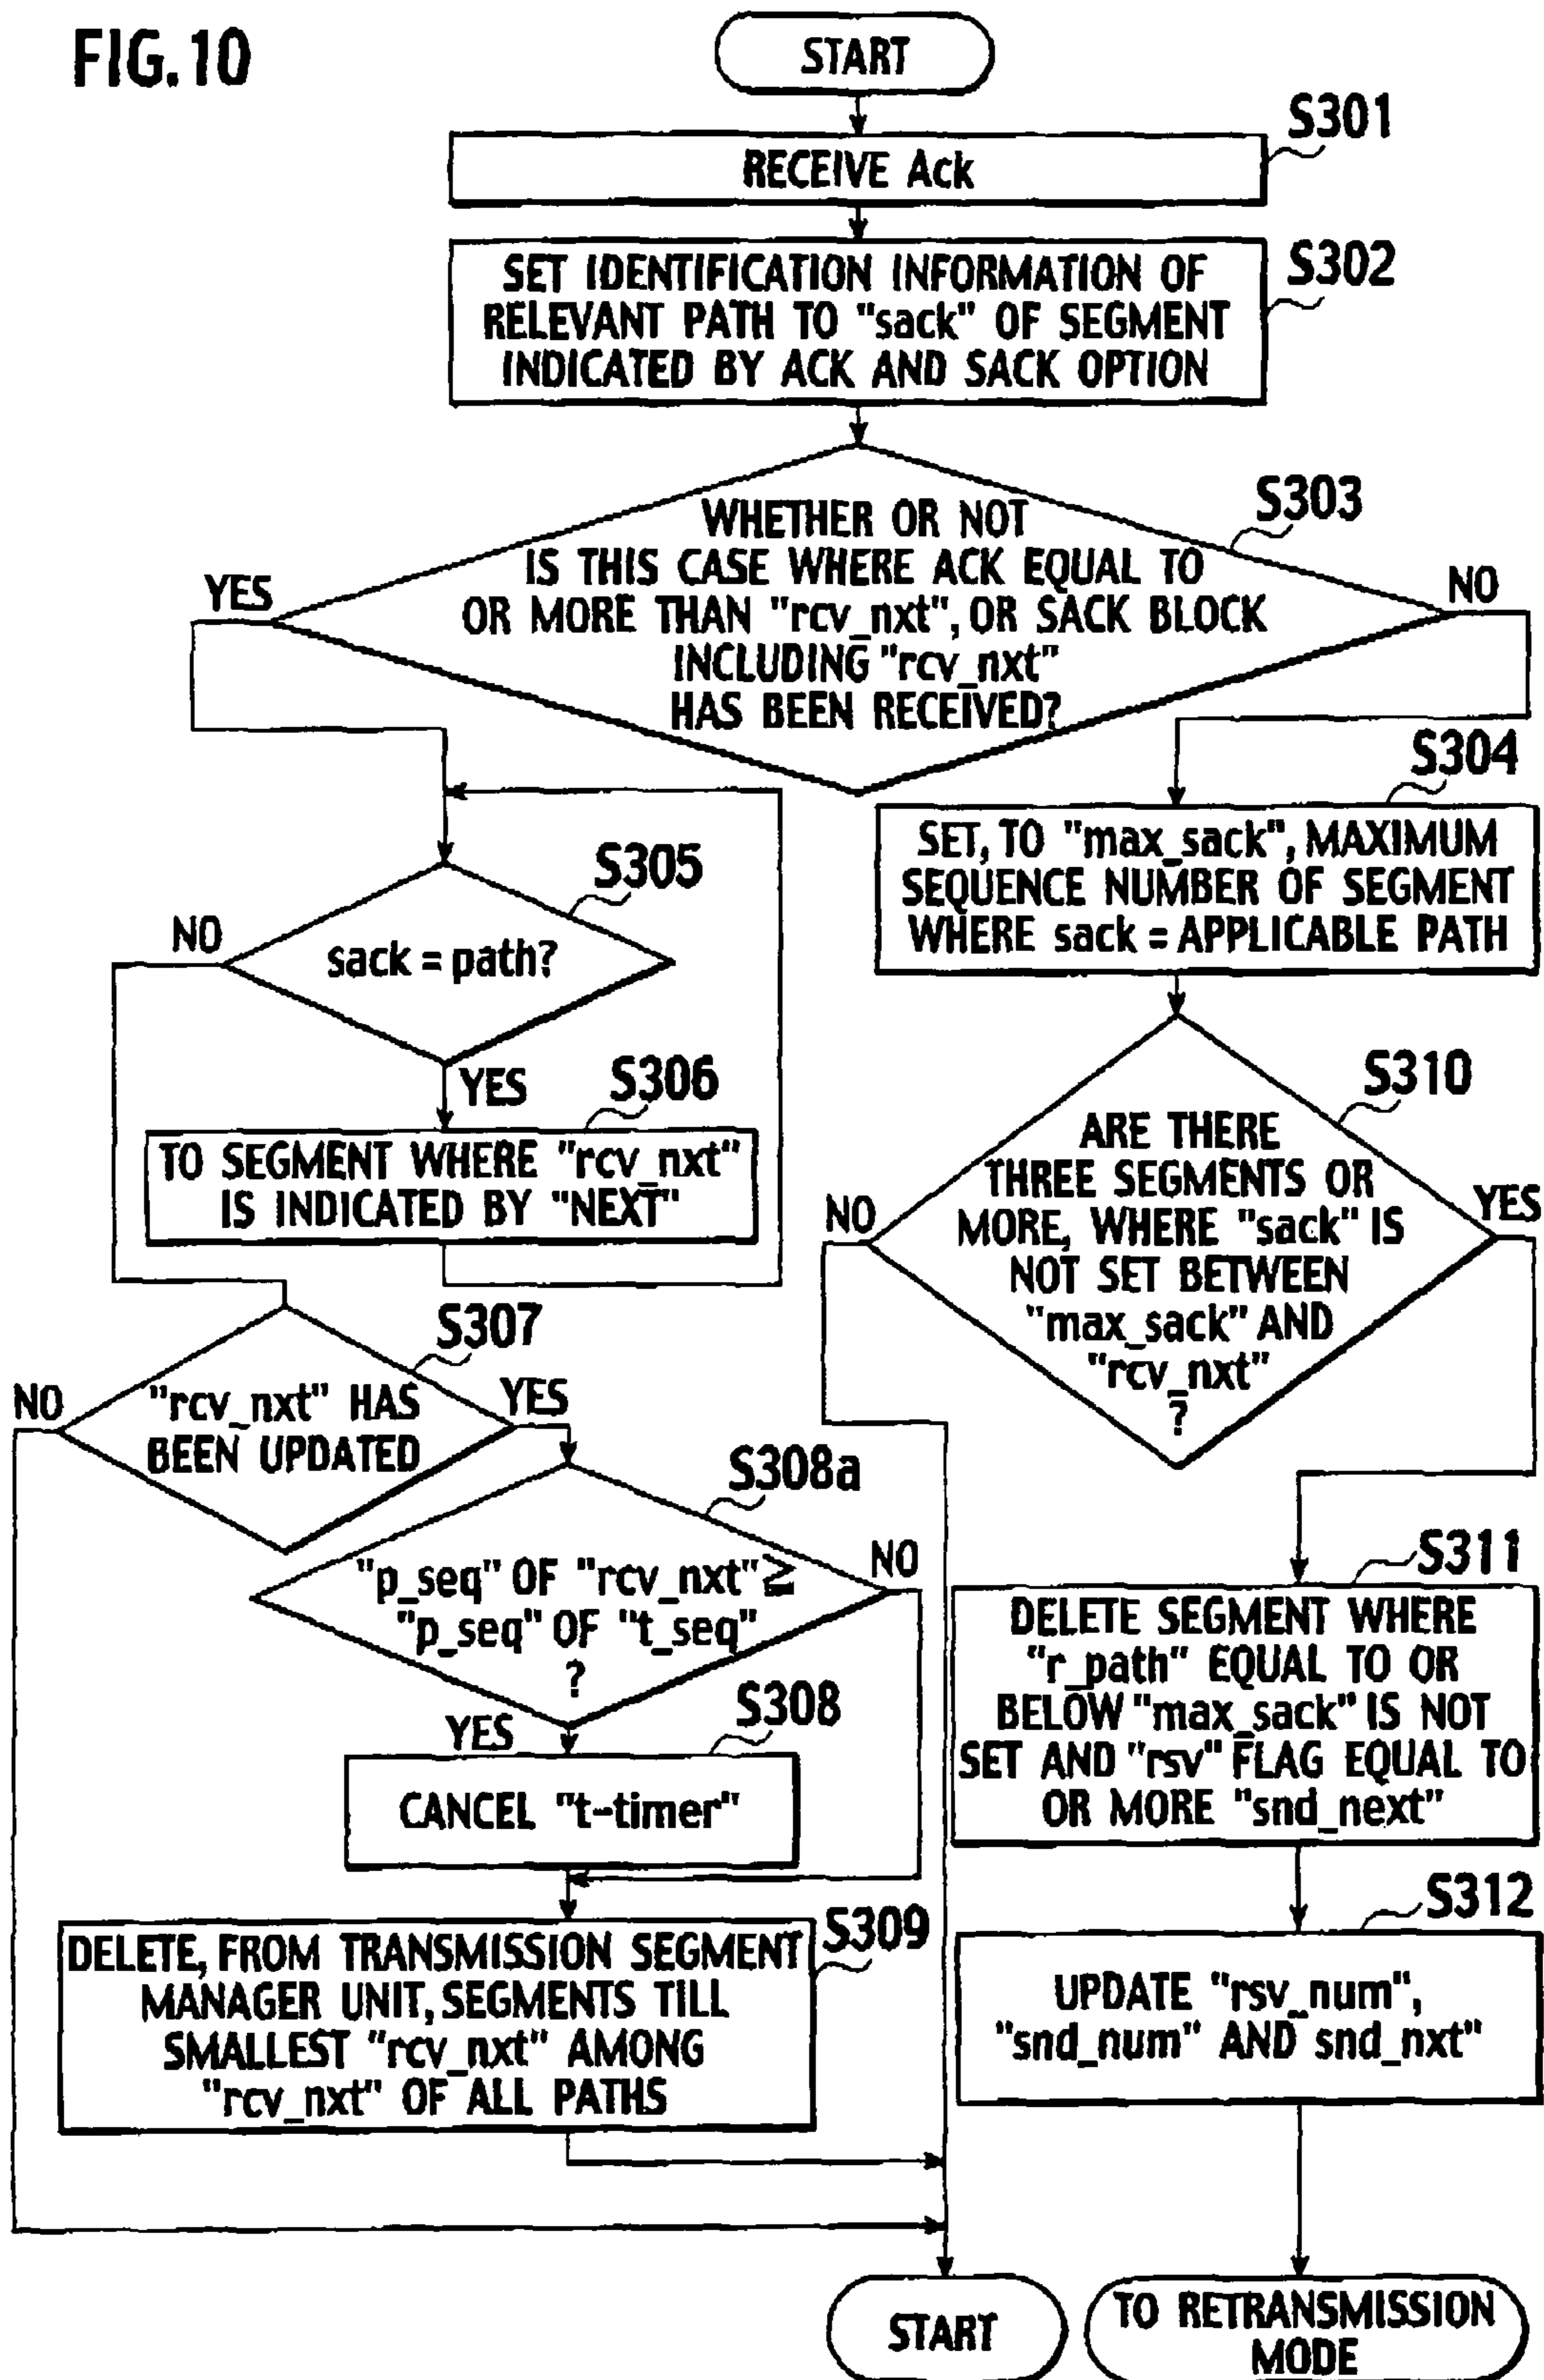 FIG.10
START
S301
RECEIVE Ack
S302
SET IDENTIFICATION INFORMATION OF
RELEVANT PATH TO "sack" OF SEGMENT
INDICATED BY ACK AND SACK OPTION
S303
WHETHER OR NOT
IS THIS CASE WHERE ACK EQUAL TO
OR MORE THAN "rcv_nxt", OR SACK BLOCK
INCLUDING "rcv_nxt"
HAS BEEN RECEIVED?
YES
NO
S304
SET, TO "max_sack", MAXIMUM
SEQUENCE NUMBER OF SEGMENT
WHERE sack = APPLICABLE PATH
S305
NO
sack = path?
YES
S306
TO SEGMENT WHERE "rcv_nxt"
IS INDICATED BY "NEXT"
S310
ARE THERE
THREE SEGMENTS OR
MORE, WHERE "sack" IS
NOT SET BETWEEN
"max_sack" AND
"rcv_nxt"
?
NO
YES
S307
NO
"rcv_nxt" HAS
BEEN UPDATED
YES
S308a
"p_seq" OF "rcv_nxt" ≧
"p_seq" OF "t_seq"
?
NO
YES
S308
CANCEL "t-timer"
S311
DELETE SEGMENT WHERE
"r_path" EQUAL TO OR
BELOW "max_sack" IS NOT
SET AND "rsv" FLAG EQUAL TO
OR MORE "snd_next"
S309
DELETE, FROM TRANSMISSION SEGMENT
MANAGER UNIT, SEGMENTS TILL
SMALLEST "rcv_nxt" AMONG
"rcv_nxt" OF ALL PATHS
S312
UPDATE "rsv_num",
"snd_num" AND snd_nxt"
START
TO RETRANSMISSION
MODE